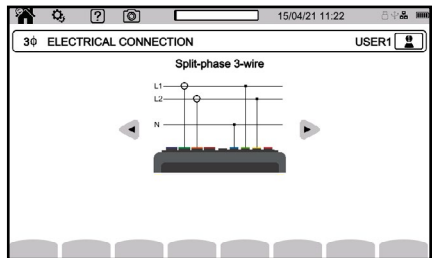 15/04/21 11:22
3ϕ ELECTRICAL CONNECTION USER1
Split-phase 3-wire
L1
L2
N